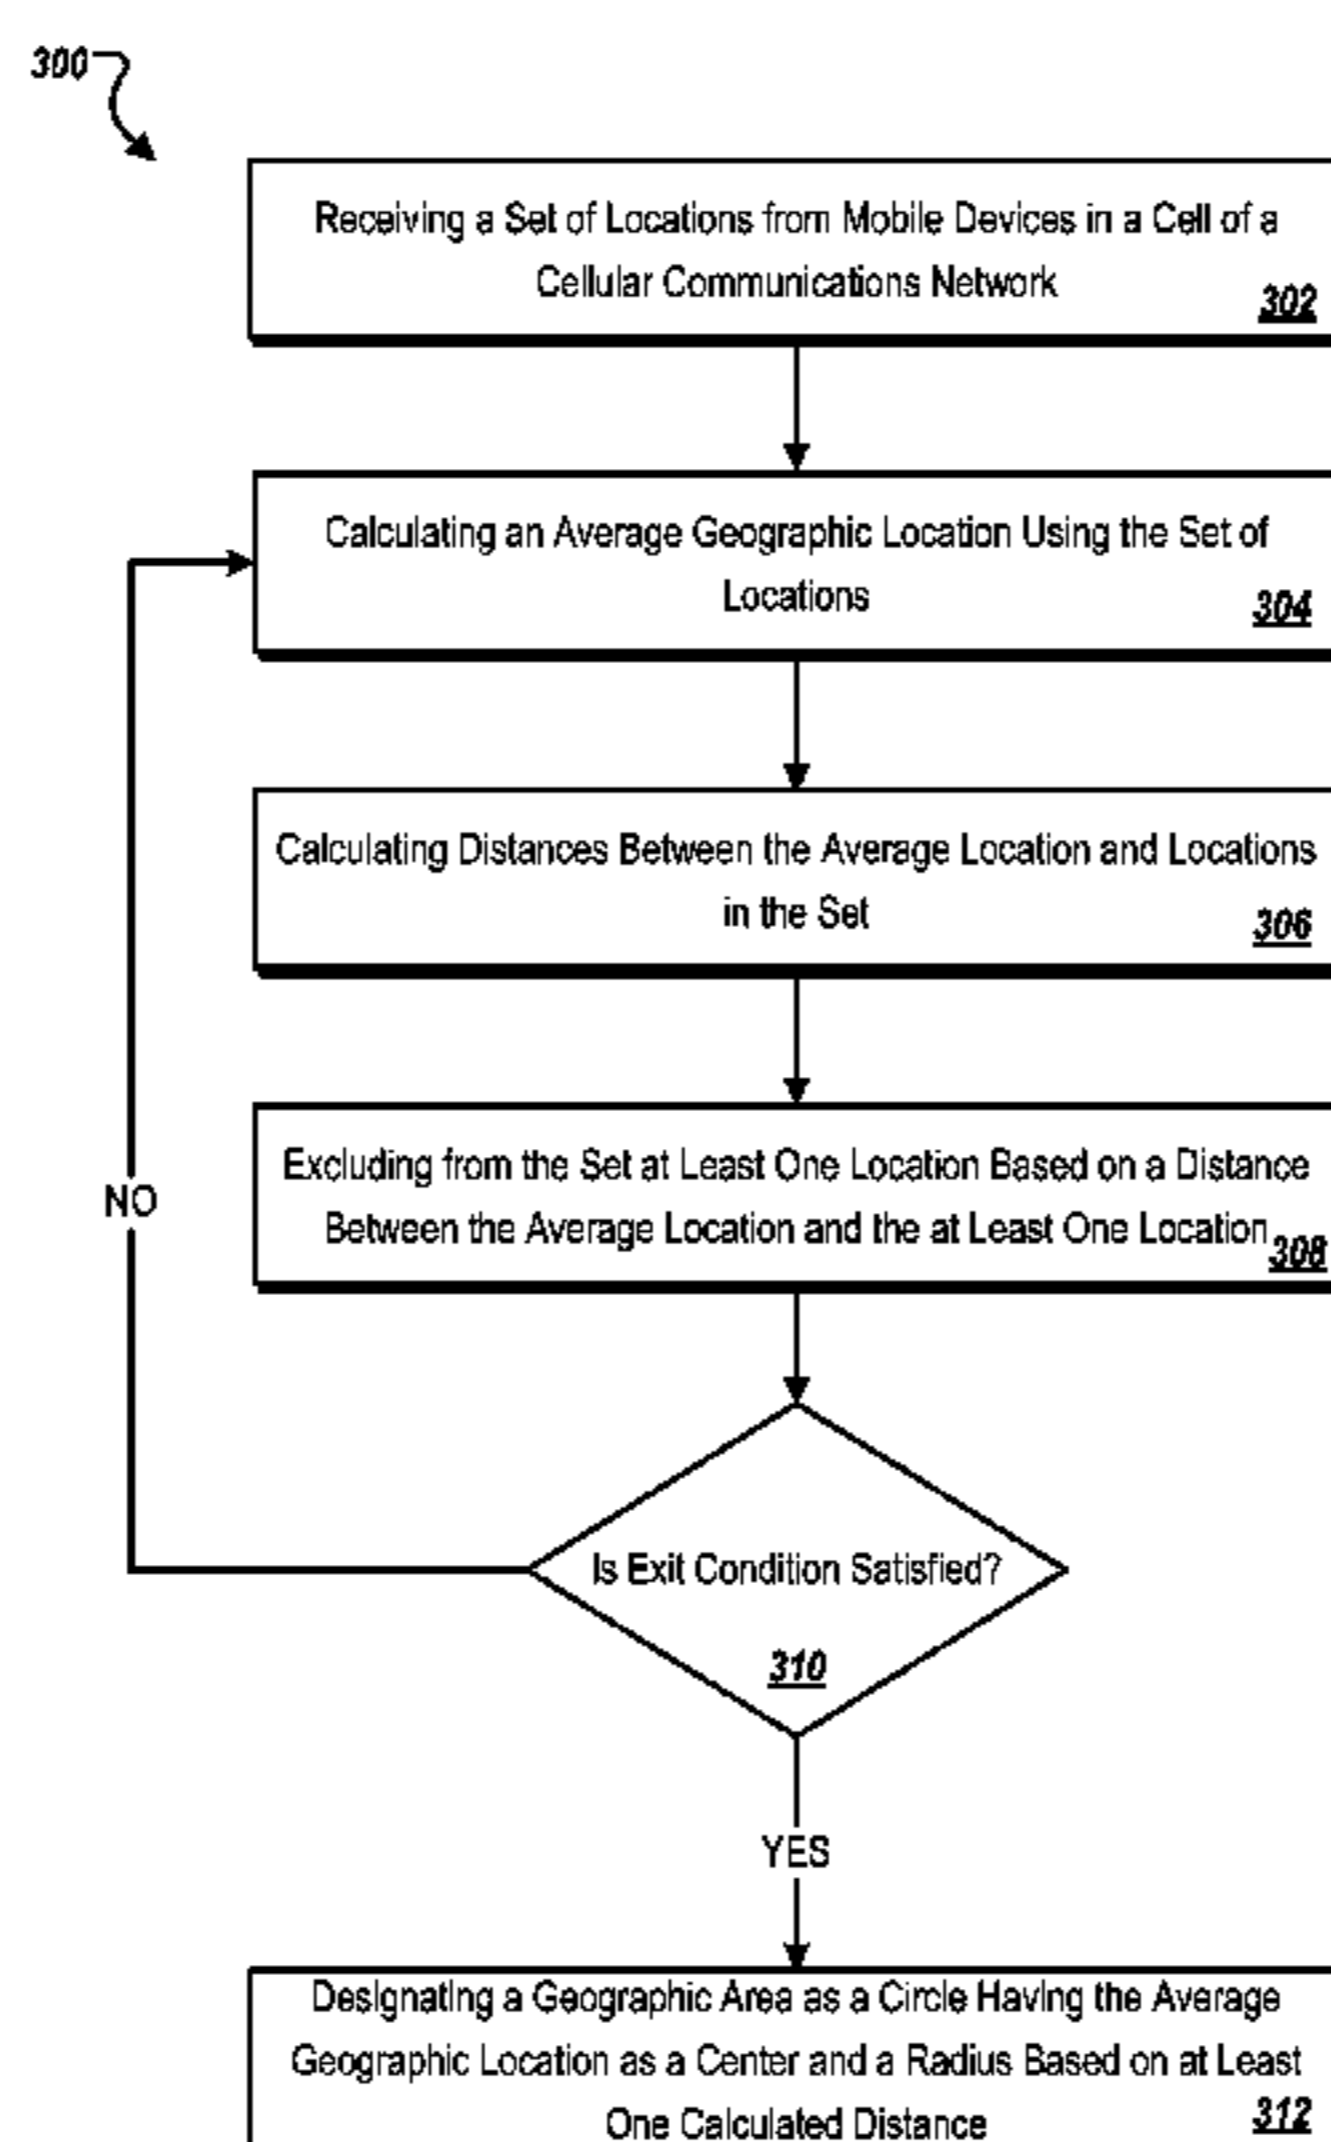 300
Receiving a Set of Locations from Mobile Devices in a Cell of a
Cellular Communications Network
302
Calculating an Average Geographic Location Using the Set of
Locations
304
Calculating Distances Between the Average Location and Locations
in the Set
306
Excluding from the Set at Least One Location Based on a Distance
Between the Average Location and the at Least One Location
308
NO
Is Exit Condition Satisfied?
310
YES
Designating a Geographic Area as a Circle Having the Average
Geographic Location as a Center and a Radius Based on at Least
One Calculated Distance
312